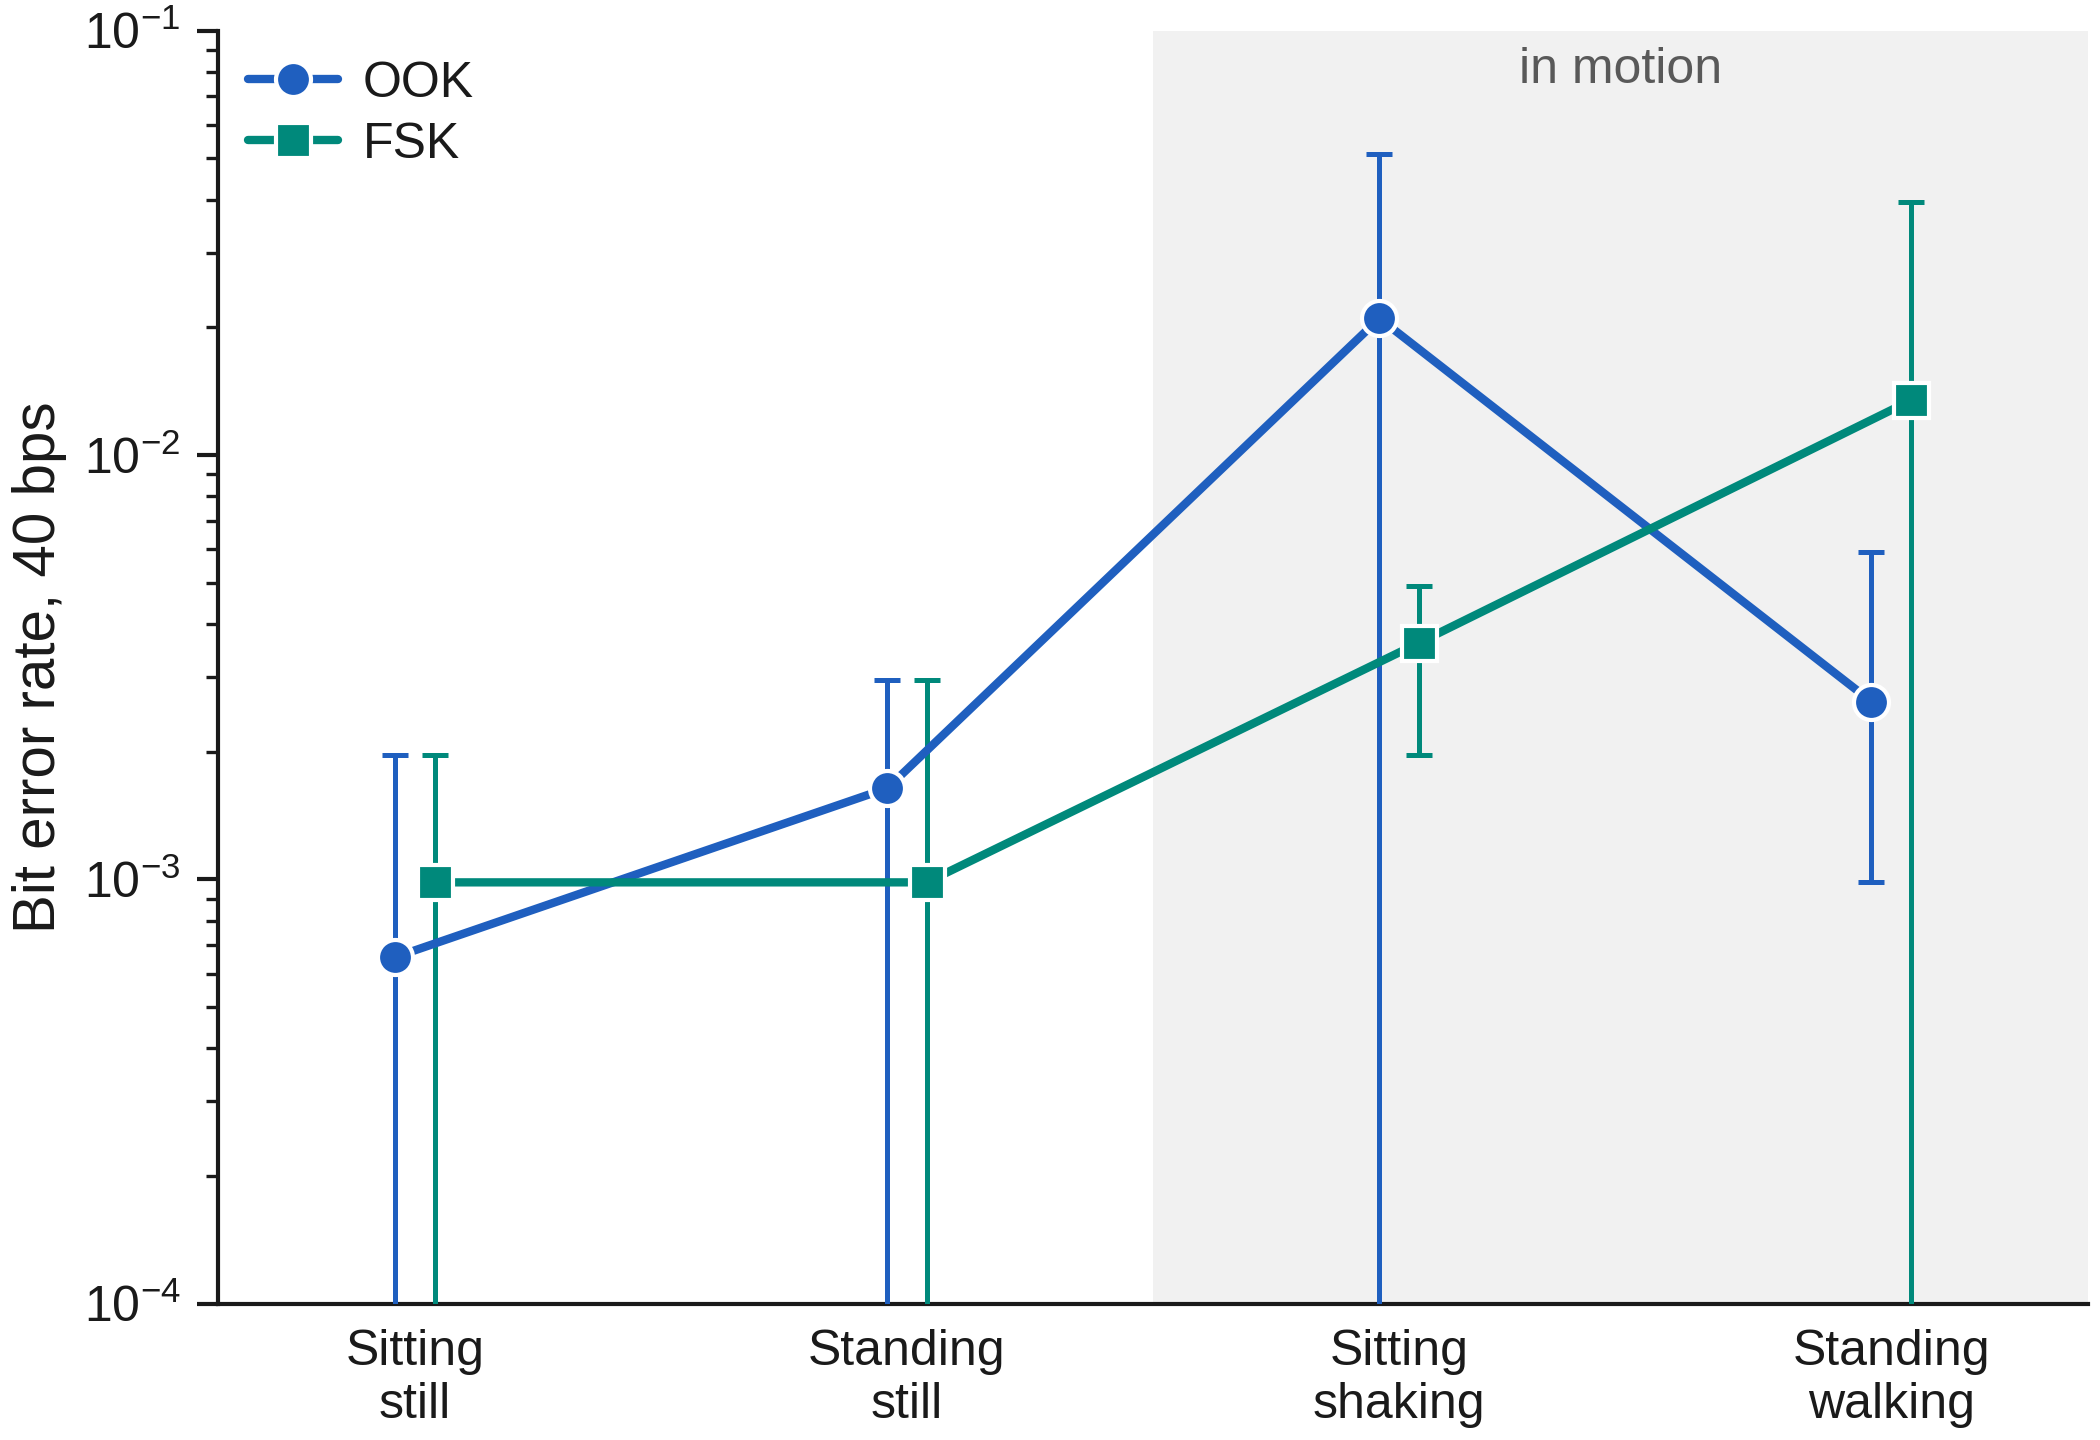 Bit error rate, 40 bps
10⁻¹
10⁻²
10⁻³
10⁻⁴
OOK
FSK
in motion
Sitting
still
Standing
still
Sitting
shaking
Standing
walking